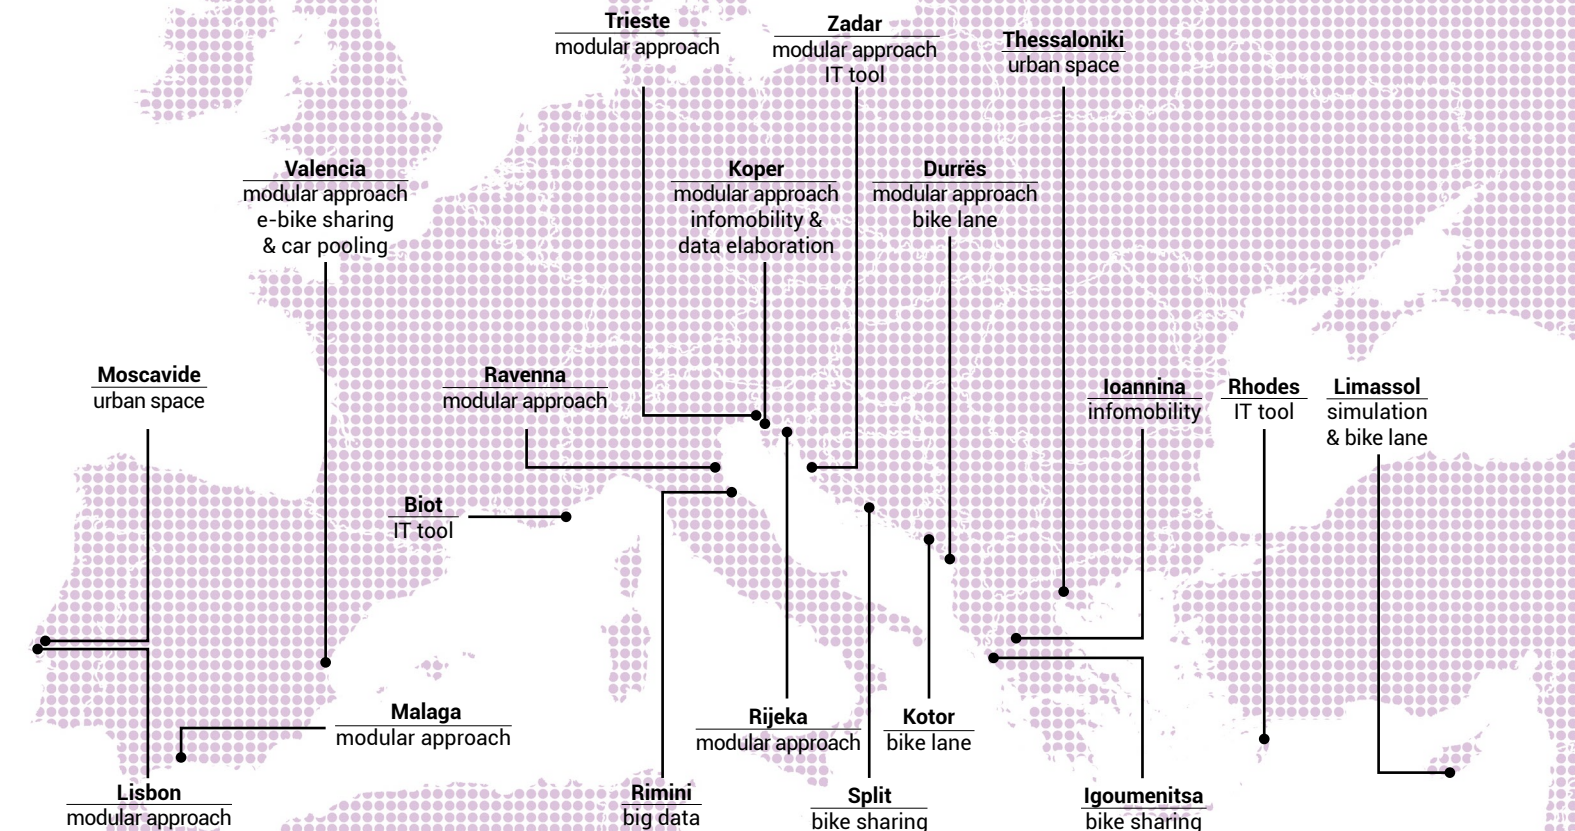 Trieste
modular approach
Zadar
modular approach
IT tool
Thessaloniki
urban space
Valencia
modular approach
e-bike sharing
& car pooling
Koper
modular approach
infomobility &
data elaboration
Durrës
modular approach
bike lane
Moscavide
urban space
Ravenna
modular approach
Ioannina
infomobility
Rhodes
IT tool
Limassol
simulation
& bike lane
Biot
IT tool
Malaga
modular approach
Rijeka
modular approach
Kotor
bike lane
Lisbon
modular approach
Rimini
big data
Split
bike sharing
Igoumenitsa
bike sharing